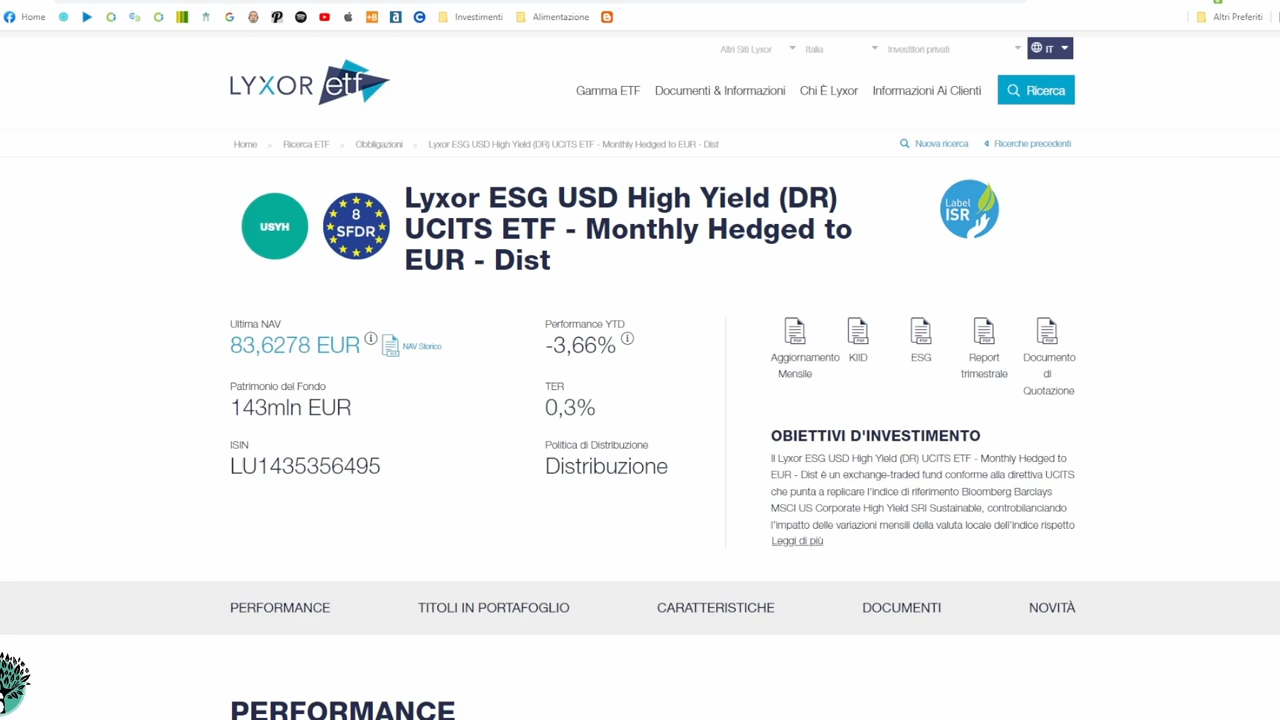 Home
Investimenti
Alimentazione
Altri Preferiti
Altri Siti Lyxor
Italia
Investitori privati
IT
LYXOR etf
Gamma ETF
Documenti & Informazioni
Chi È Lyxor
Informazioni Ai Clienti
Ricerca
Home > Ricerca ETF > Obbligazioni > Lyxor ESG USD High Yield (DR) UCITS ETF - Monthly Hedged to EUR - Dist
Nuova ricerca
Ricerche precedenti
USYH
8
SFDR
Lyxor ESG USD High Yield (DR)
UCITS ETF - Monthly Hedged to
EUR - Dist
Label
ISR
Ultima NAV
83,6278 EUR
NAV Storico
Performance YTD
-3,66%
Patrimonio del Fondo
143mln EUR
TER
0,3%
ISIN
LU1435356495
Politica di Distribuzione
Distribuzione
Aggiornamento
Mensile
KIID
ESG
Report
trimestrale
Documento
di
Quotazione
OBIETTIVI D'INVESTIMENTO
Il Lyxor ESG USD High Yield (DR) UCITS ETF - Monthly Hedged to
EUR - Dist è un exchange-traded fund conforme alla direttiva UCITS
che punta a replicare l'indice di riferimento Bloomberg Barclays
MSCI US Corporate High Yield SRI Sustainable, controbilanciando
l'impatto delle variazioni mensili della valuta locale dell'indice rispetto
Leggi di più
PERFORMANCE
TITOLI IN PORTAFOGLIO
CARATTERISTICHE
DOCUMENTI
NOVITÀ
PERFORMANCE